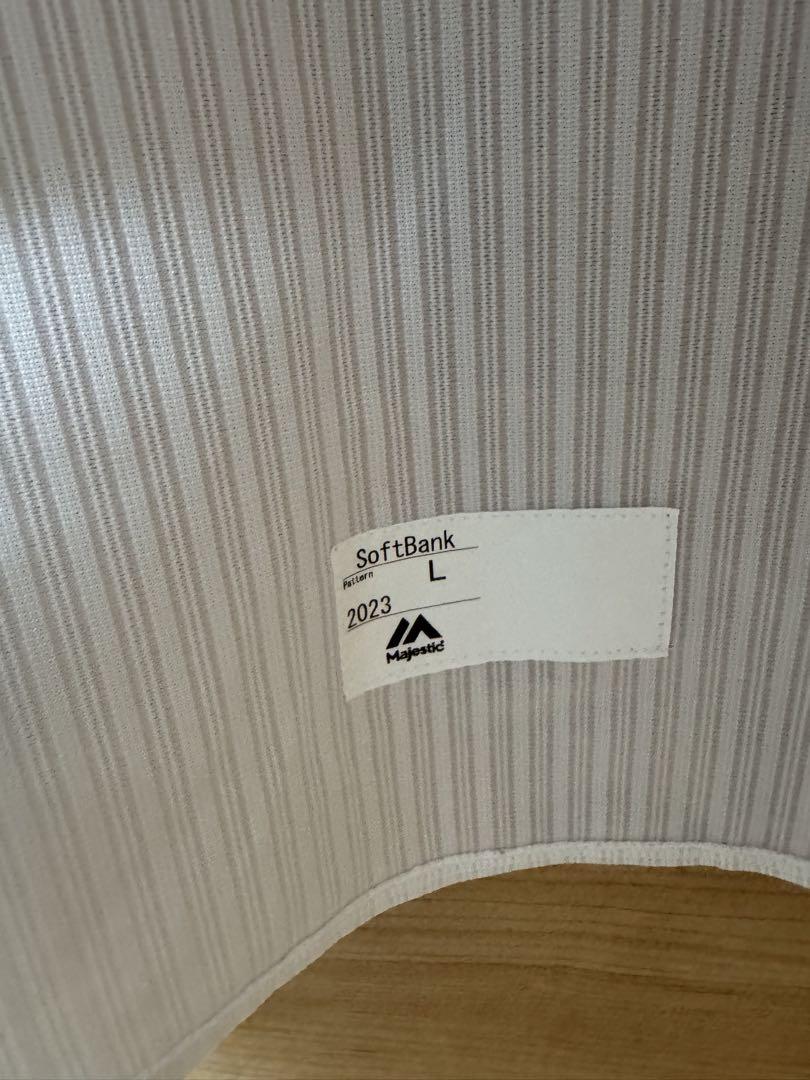 SoftBank
Pattern
L
2023
Majestic